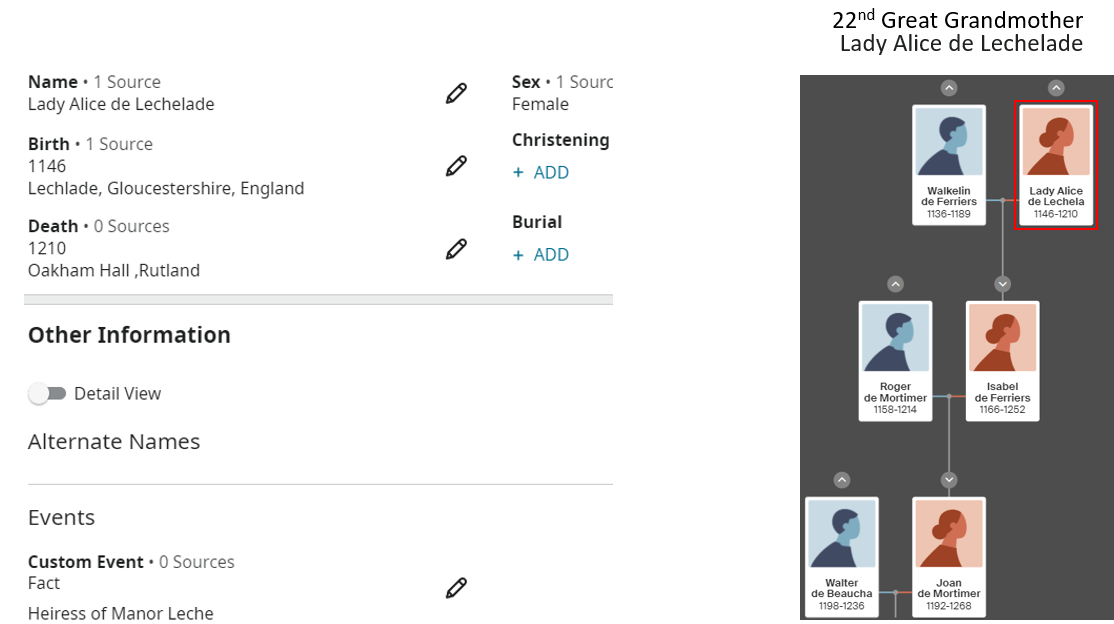 22nd Great Grandmother
Lady Alice de Lechelade
Name • 1 Source
Lady Alice de Lechelade
Sex • 1 Sourc
Female
Birth • 1 Source
1146
Lechlade, Gloucestershire, England
Christening
+ ADD
Death • 0 Sources
1210
Oakham Hall ,Rutland
Burial
+ ADD
Other Information
Detail View
Alternate Names
Events
Custom Event • 0 Sources
Fact
Heiress of Manor Leche
Walkelin
de Ferriers
1136-1189
Lady Alice
de Lechela
1146-1210
Roger
de Mortimer
1158-1214
Isabel
de Ferriers
1166-1252
Walter
de Beaucha
1198-1236
Joan
de Mortimer
1192-1268